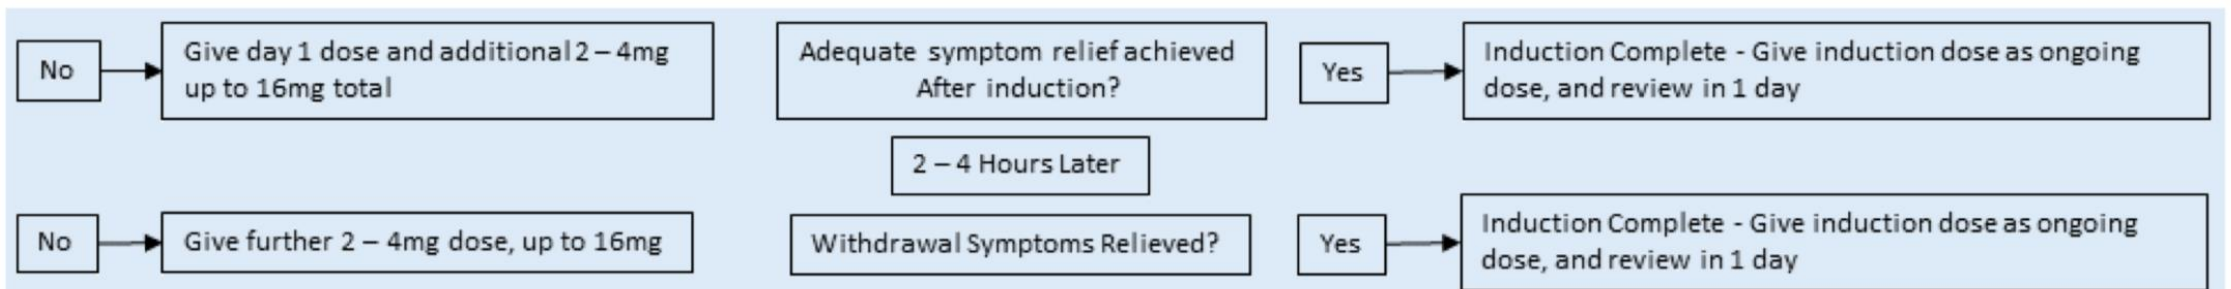 No
Give day 1 dose and additional 2 – 4mg
up to 16mg total
Adequate symptom relief achieved
After induction?
Yes
Induction Complete - Give induction dose as ongoing
dose, and review in 1 day
2 – 4 Hours Later
No
Give further 2 – 4mg dose, up to 16mg
Withdrawal Symptoms Relieved?
Yes
Induction Complete - Give induction dose as ongoing
dose, and review in 1 day